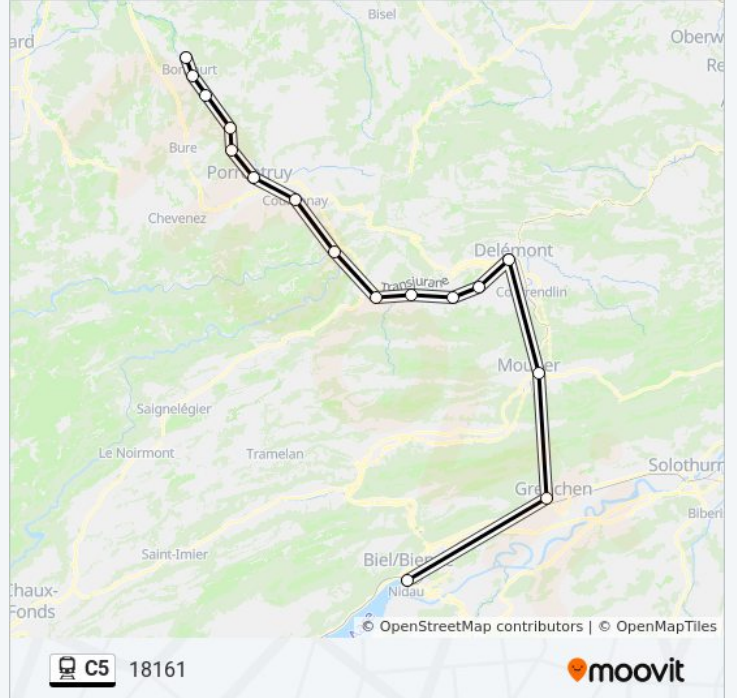 Bisel
ard
Oberw
Re
Boncourt
Bure
Porrentruy
Courgenay
Chevenez
Delémont
Transjurane
Courrendlin
Moutier
Saignelégier
Le Noirmont
Tramelan
Solothurn
Grenchen
Biberi
Saint-Imier
Biel/Bienne
Chaux-
Fonds
Nidau
© OpenStreetMap contributors | © OpenMapTiles
C5 18161
moovit